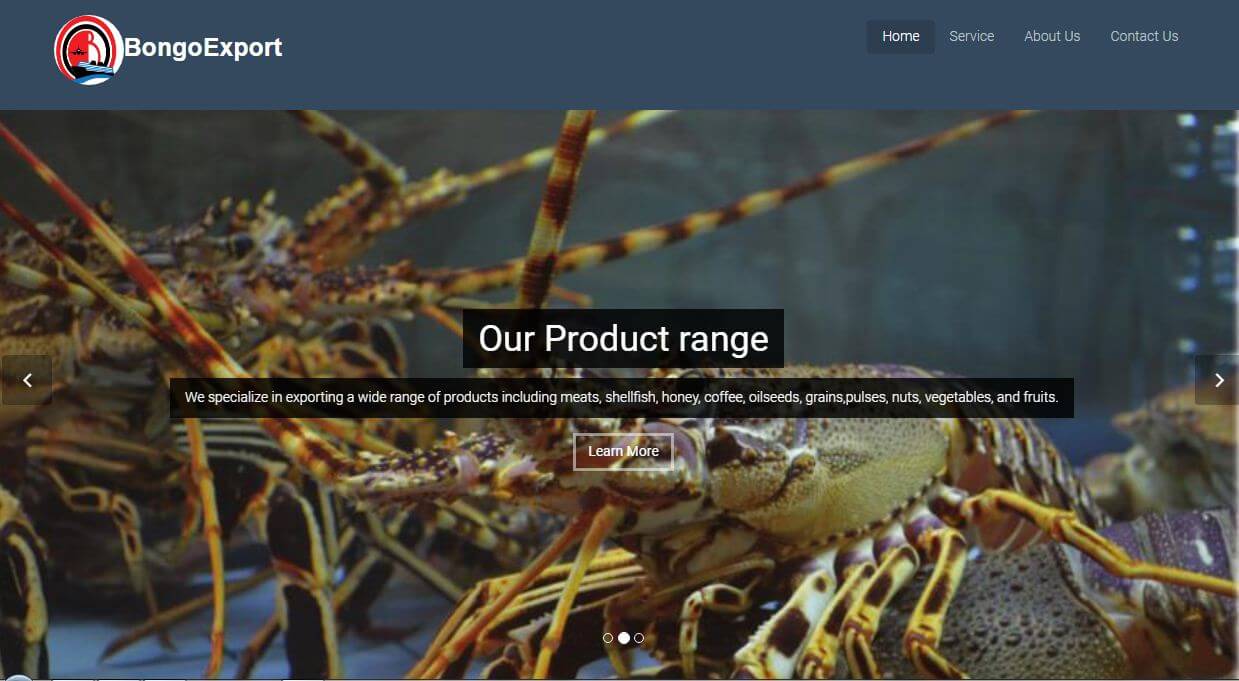 BongoExport
Home
Service
About Us
Contact Us
Our Product range
We specialize in exporting a wide range of products including meats, shellfish, honey, coffee, oilseeds, grains,pulses, nuts, vegetables, and fruits.
Learn More